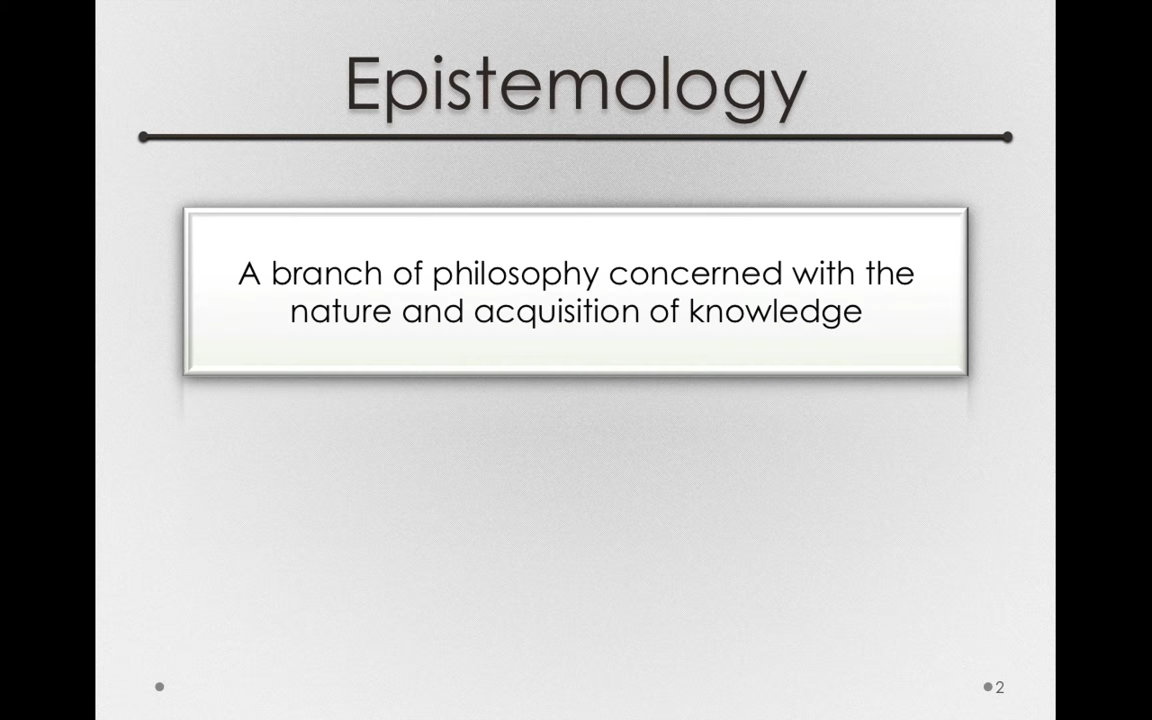 Epistemology
A branch of philosophy concerned with the
nature and acquisition of knowledge
2